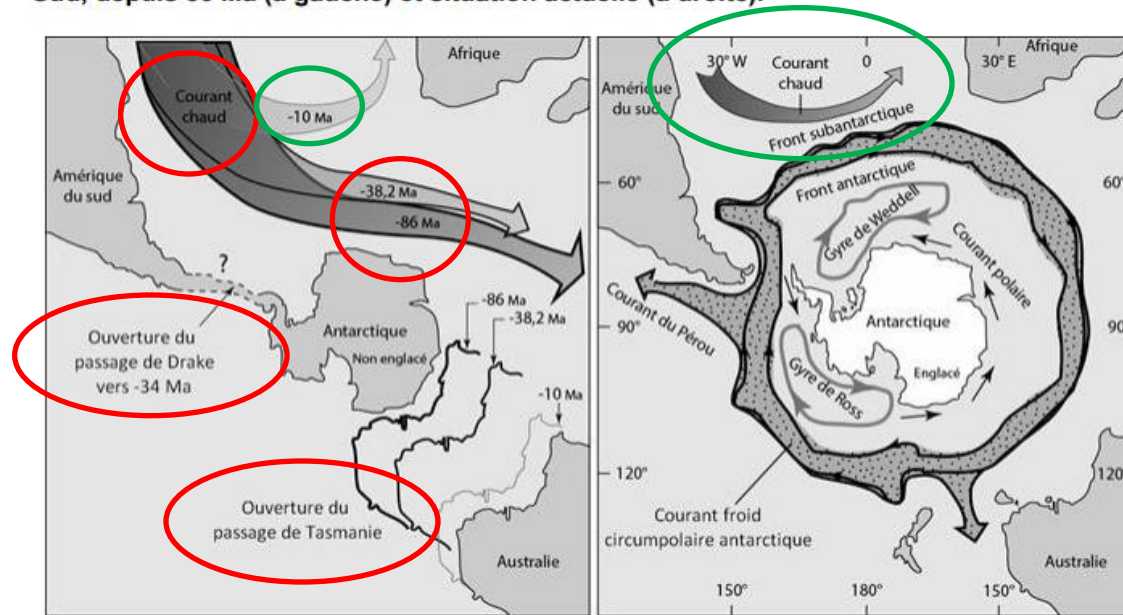 Afrique
Courant
chaud
-10 Ma
Amérique
du sud
-38,2 Ma
-86 Ma
?
Ouverture du
passage de Drake
vers -34 Ma
Antarctique
Non englacé
-86 Ma
-38,2 Ma
-10 Ma
Ouverture du
passage de Tasmanie
Australie
30° W
Courant
chaud
0
30° E
Afrique
Amérique
du sud
Front subantarctique
60°
Front antarctique
60°
Gyre de Weddell
Courant polaire
Courant du Pérou
90°
Antarctique
90°
Englacé
Gyre de Ross
120°
120°
Courant froid
circumpolaire antarctique
Australie
150°
180°
150°